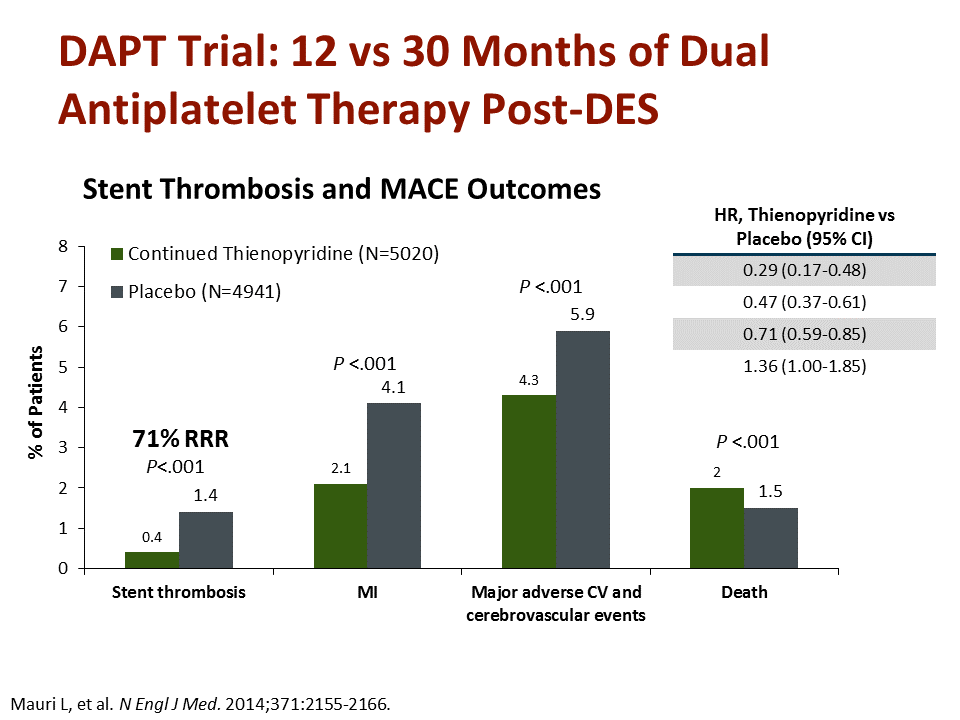 DAPT Trial: 12 vs 30 Months of Dual
Antiplatelet Therapy Post-DES
Stent Thrombosis and MACE Outcomes
HR, Thienopyridine vs
Placebo (95% CI)
0.29 (0.17-0.48)
0.47 (0.37-0.61)
0.71 (0.59-0.85)
1.36 (1.00-1.85)
% of Patients
8
7
6
5
4
3
2
1
0
Continued Thienopyridine (N=5020)
Placebo (N=4941)
71% RRR
P<.001
0.4
1.4
P <.001
2.1
4.1
P <.001
4.3
5.9
P <.001
2
1.5
Stent thrombosis
MI
Major adverse CV and
cerebrovascular events
Death
Mauri L, et al. N Engl J Med. 2014;371:2155-2166.